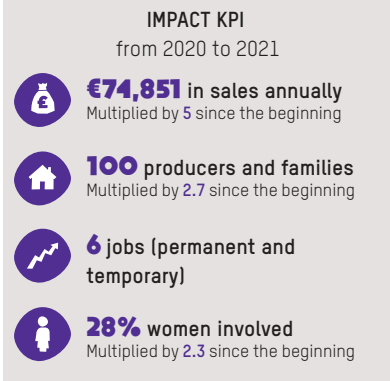 IMPACT KPI
from 2020 to 2021
£
€74,851 in sales annually
Multiplied by 5 since the beginning
100 producers and families
Multiplied by 2.7 since the beginning
6 jobs (permanent and
temporary)
28% women involved
Multiplied by 2.3 since the beginning